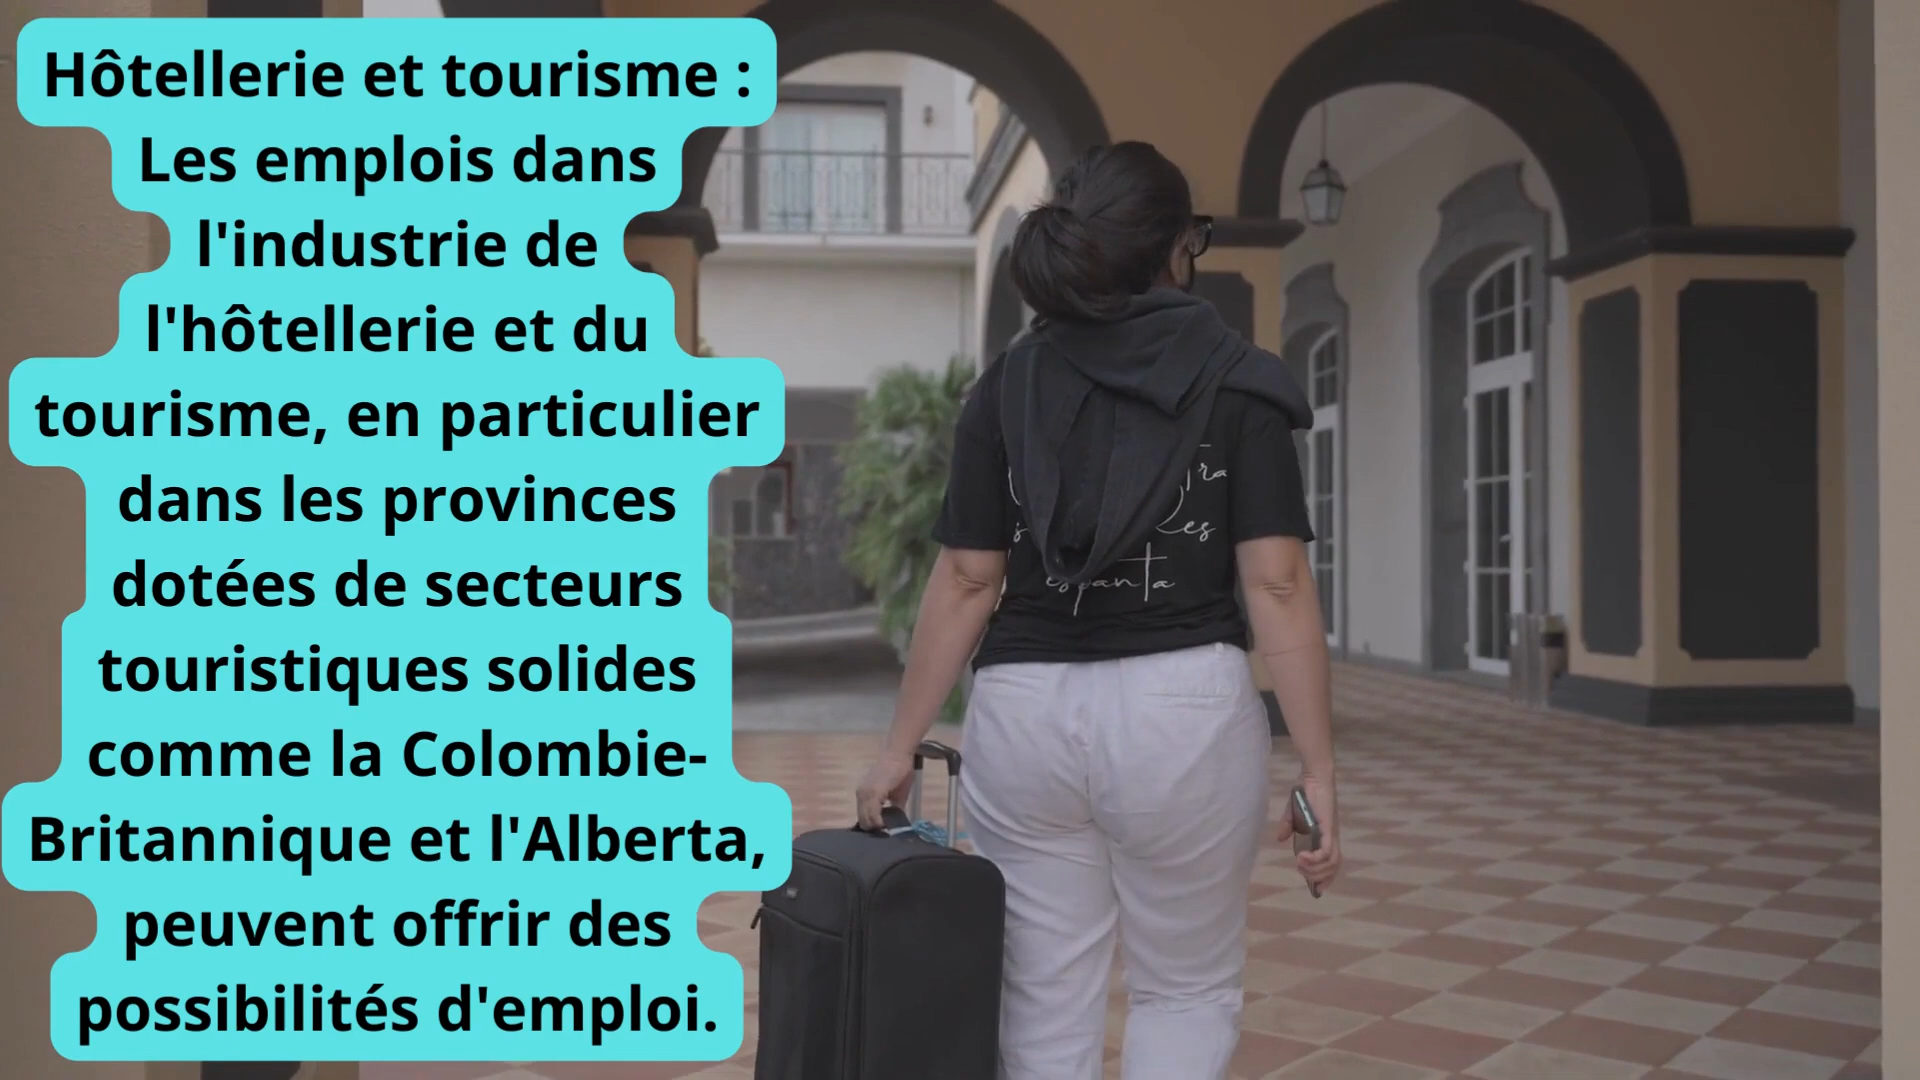 Hôtellerie et tourisme :
Les emplois dans
l'industrie de
l'hôtellerie et du
tourisme, en particulier
dans les provinces
dotées de secteurs
touristiques solides
comme la Colombie-
Britannique et l'Alberta,
peuvent offrir des
possibilités d'emploi.